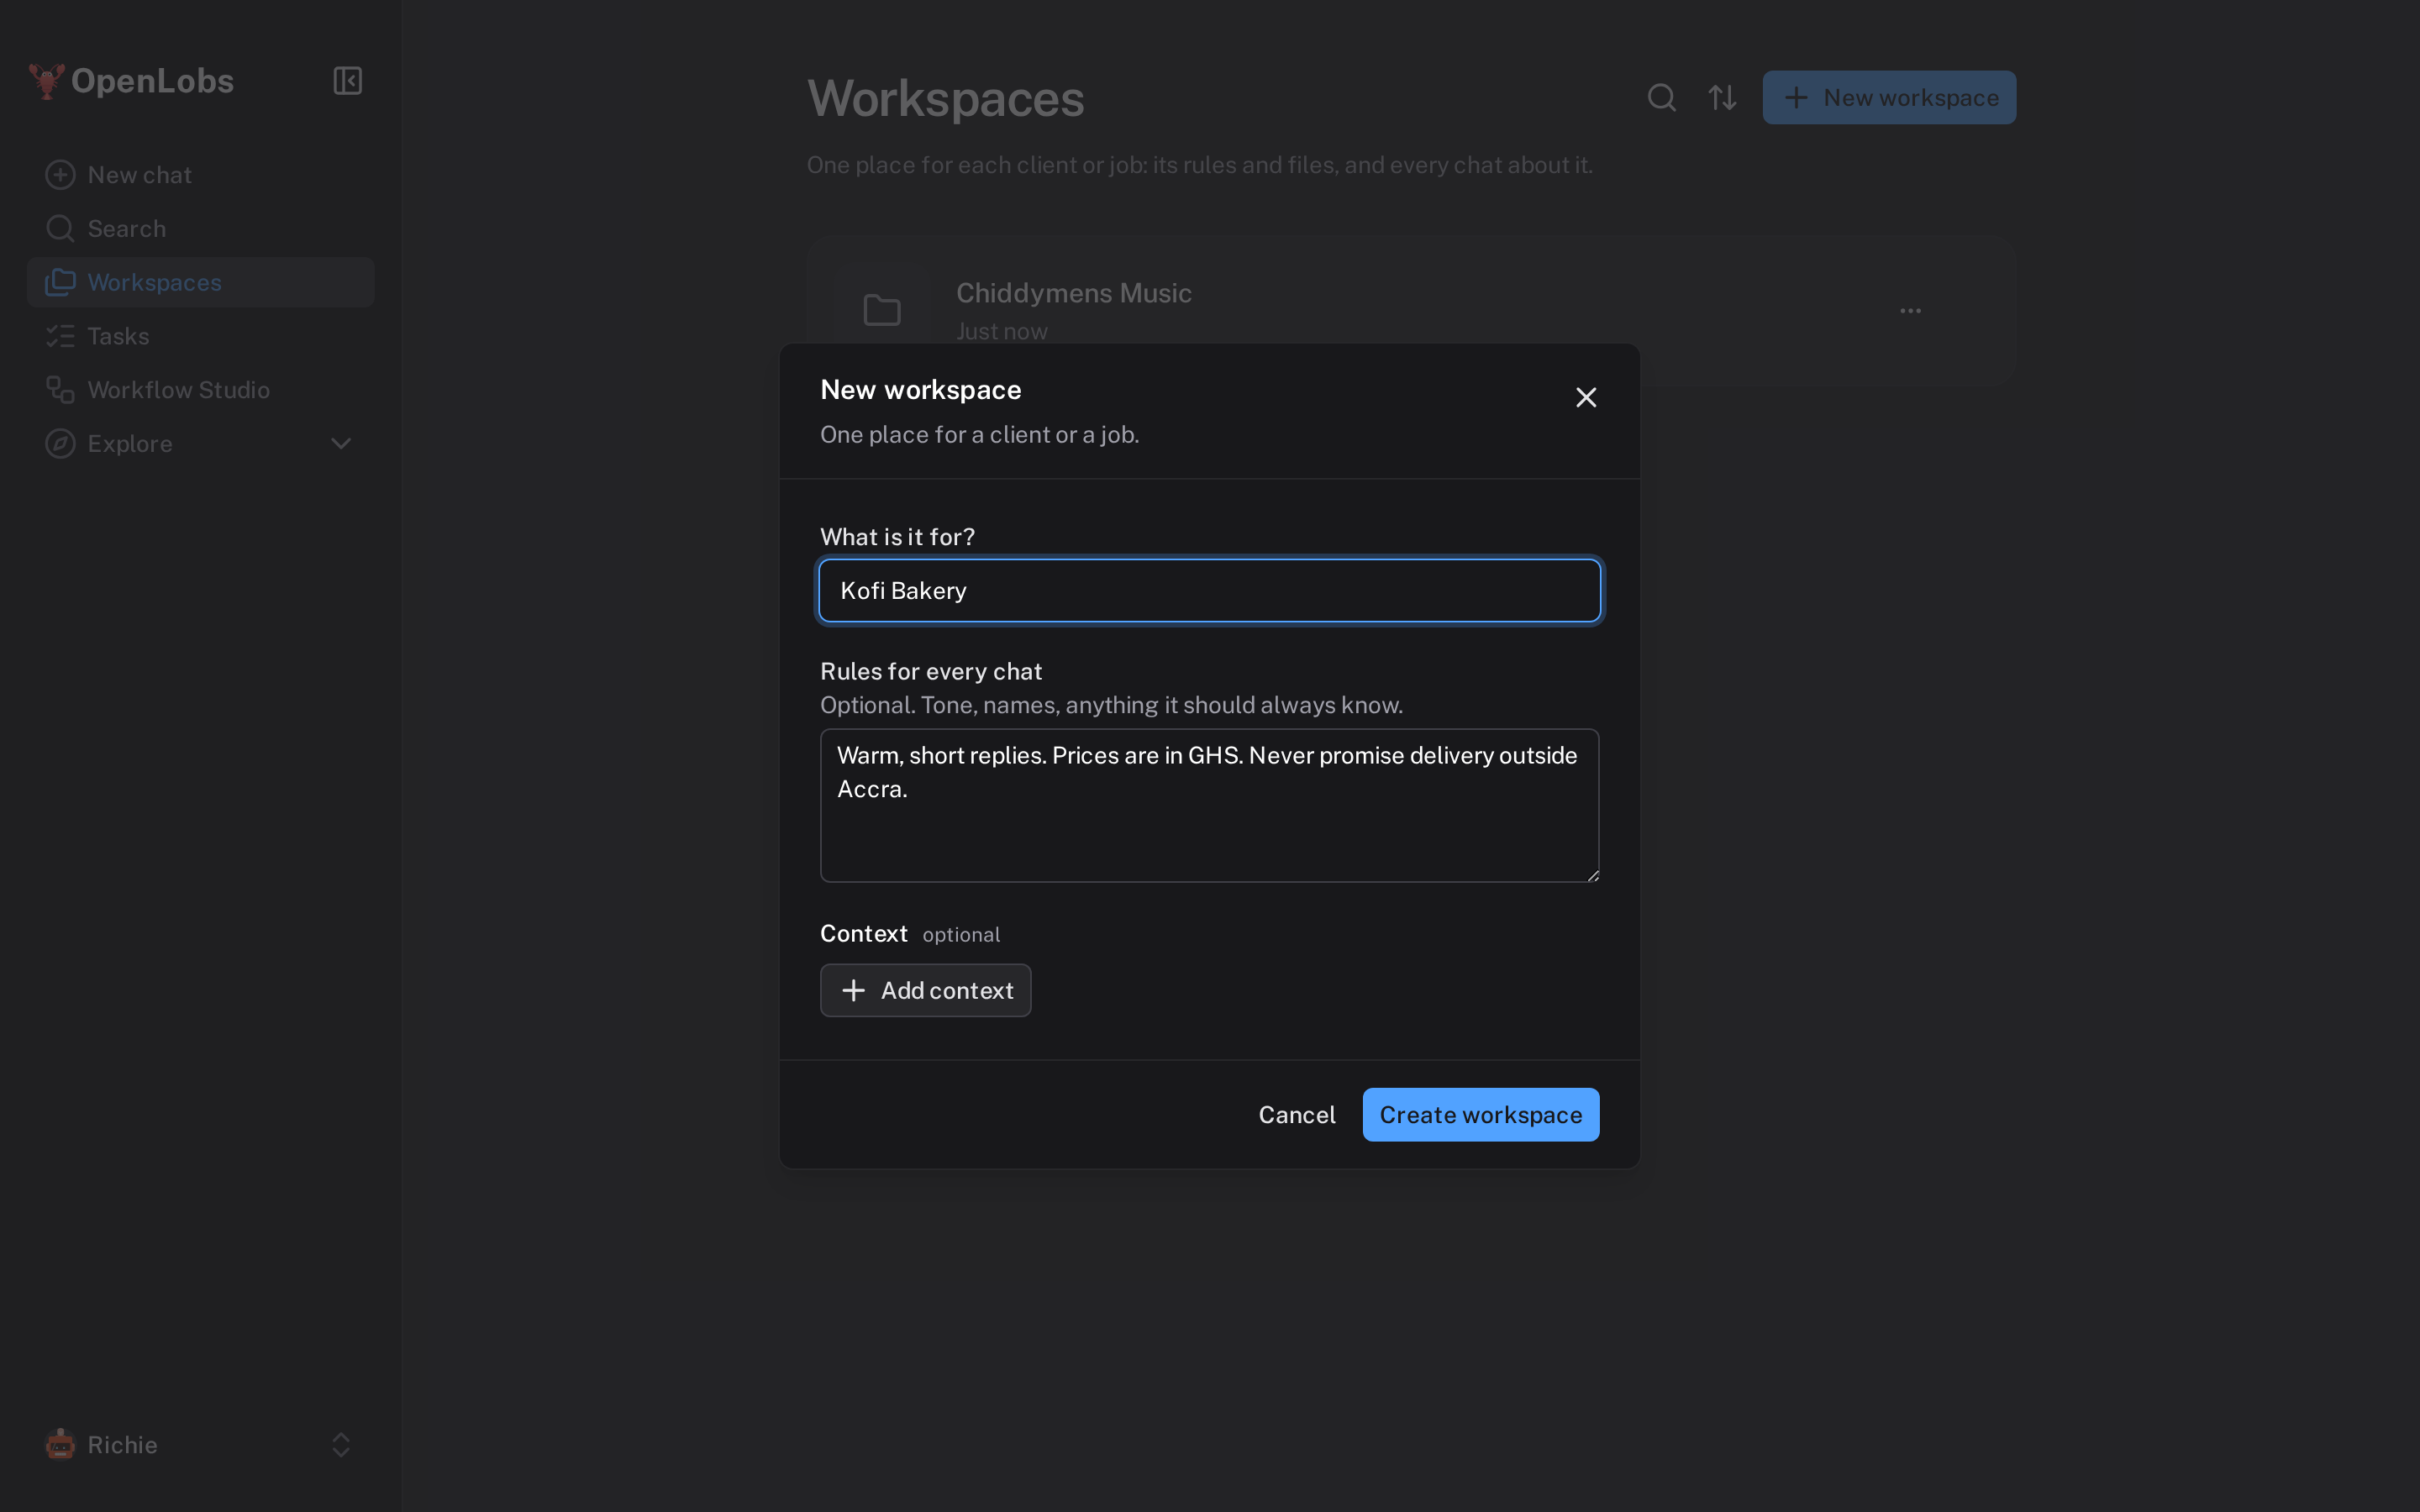 OpenLobs
New chat
Search
Workspaces
Tasks
Workflow Studio
Explore
Richie
Workspaces
New workspace
One place for each client or job: its rules and files, and every chat about it.
Chiddymens Music
Just now
New workspace
One place for a client or a job.
What is it for?
Kofi Bakery
Rules for every chat
Optional. Tone, names, anything it should always know.
Warm, short replies. Prices are in GHS. Never promise delivery outside
Accra.
Context optional
Add context
Cancel
Create workspace